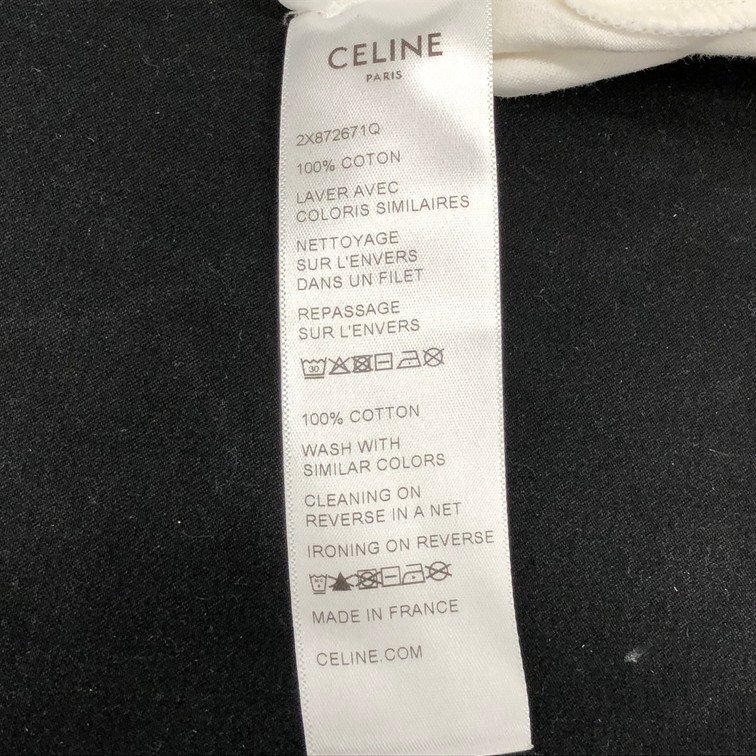 CELINE
PARIS
2X872671Q
100% COTON
LAVER AVEC
COLORIS SIMILAIRES
NETTOYAGE
SUR L'ENVERS
DANS UN FILET
REPASSAGE
SUR L'ENVERS
30
100% COTTON
WASH WITH
SIMILAR COLORS
CLEANING ON
REVERSE IN A NET
IRONING ON REVERSE
MADE IN FRANCE
CELINE.COM